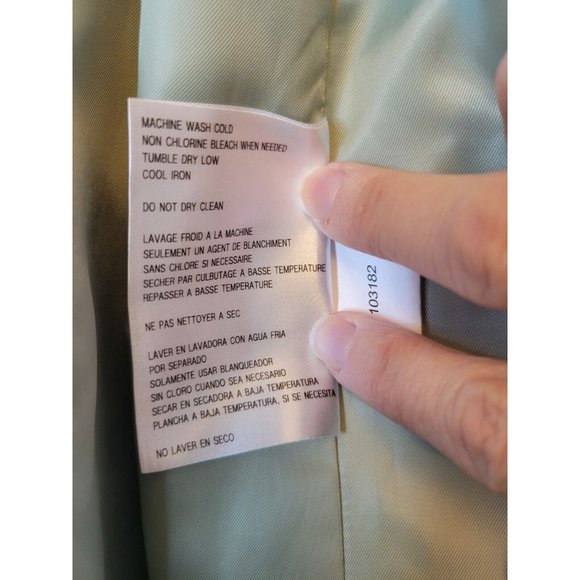 MACHINE WASH COLD
NON CHLORINE BLEACH WHEN NEEDED
TUMBLE DRY LOW
COOL IRON
DO NOT DRY CLEAN
LAVAGE FROID A LA MACHINE
SEULEMENT UN AGENT DE BLANCHIMENT
SANS CHLORE SI NECESSAIRE
SECHER PAR CULBUTAGE A BASSE TEMPERATURE
REPASSER A BASSE TEMPERATURE
NE PAS NETTOYER A SEC
LAVER EN LAVADORA CON AGUA FRIA
POR SEPARADO
SOLAMENTE USAR BLANQUEADOR
SIN CLORO CUANDO SEA NECESARIO
SECAR EN SECADORA A BAJA TEMPERATURA
PLANCHA A BAJA TEMPERATURA, SI SE NECESITA
NO LAVER EN SECO
103182